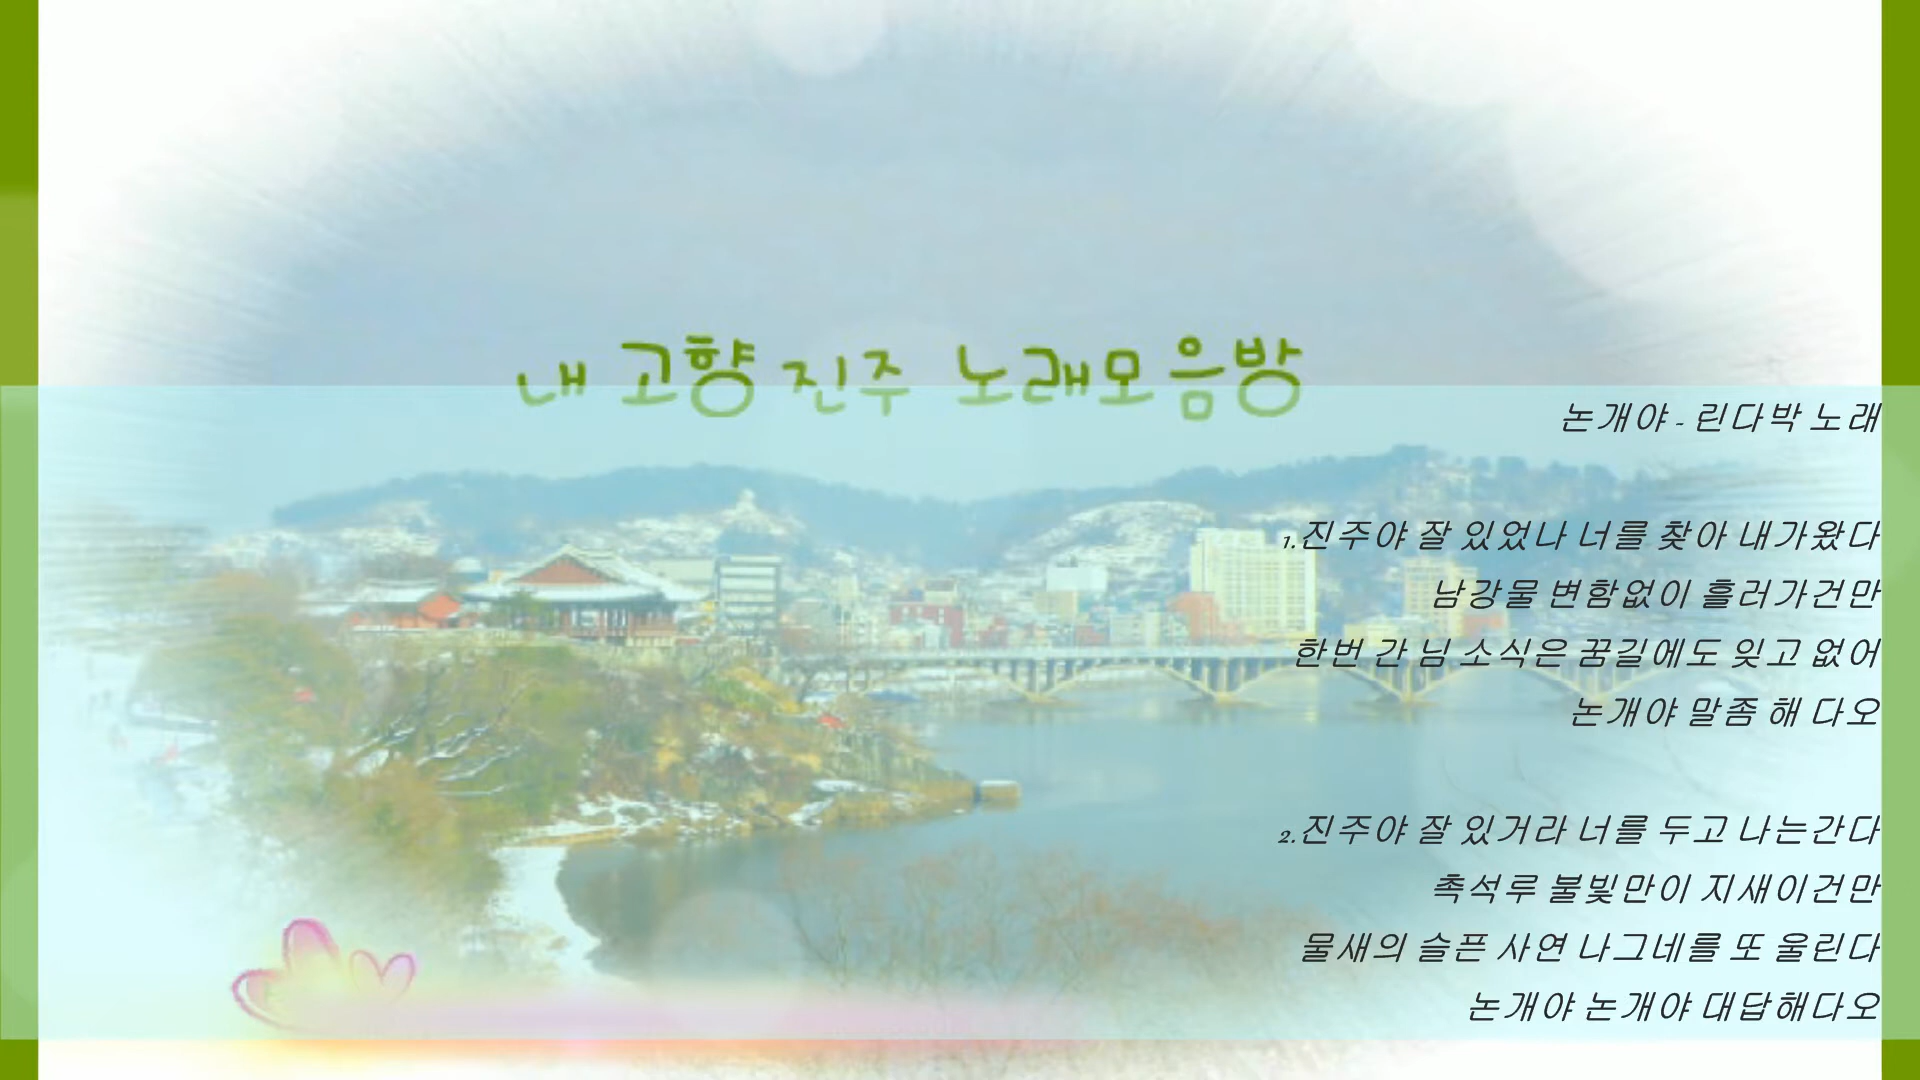 내 고향 진주 노래모음방
논개야 - 린다박 노래
1.진주야 잘 있었나 너를 찾아 내가왔다
남강물 변함없이 흘러가건만
한번 간 님 소식은 꿈길에도 잊고 없어
논개야 말좀 해 다오
2.진주야 잘 있거라 너를 두고 나는간다
촉석루 불빛만이 지새이건만
물새의 슬픈 사연 나그네를 또 울린다
논개야 논개야 대답해다오